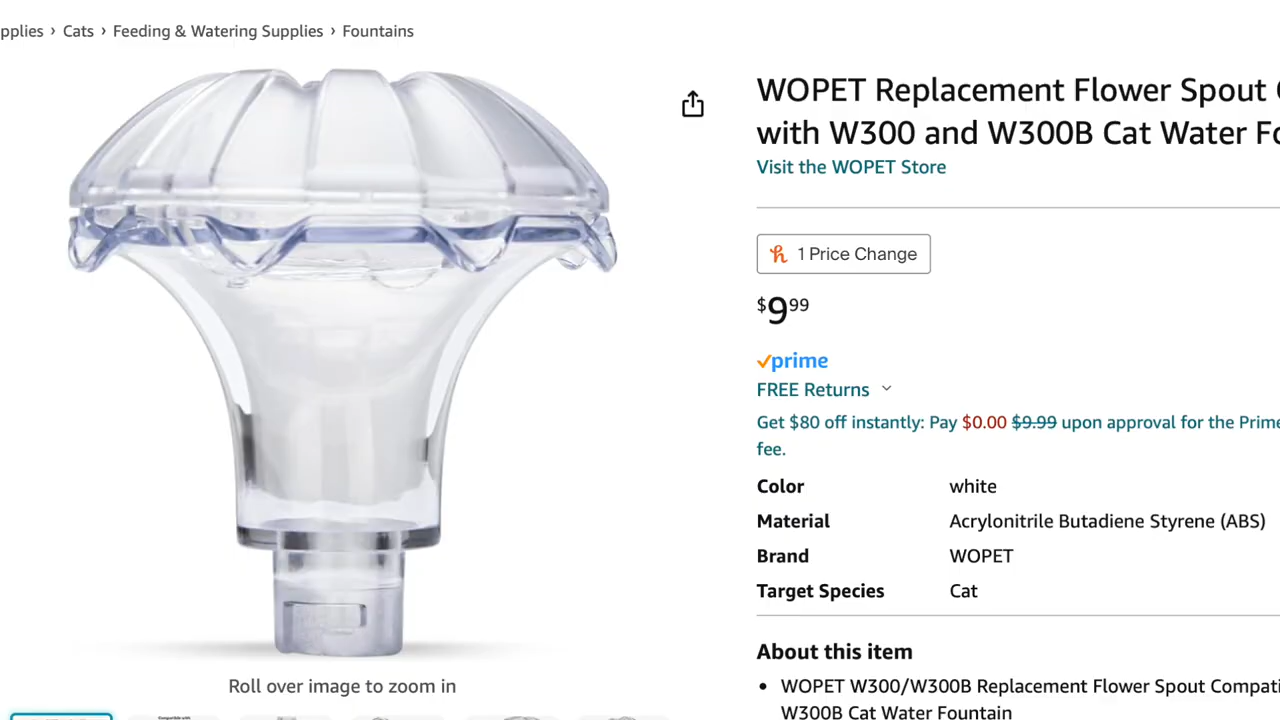 pplies › Cats › Feeding & Watering Supplies › Fountains
WOPET Replacement Flower Spout
with W300 and W300B Cat Water Fo
Visit the WOPET Store
1 Price Change
$9.99
prime
FREE Returns
Get $80 off instantly: Pay $0.00 $9.99 upon approval for the Prime
fee.
Color white
Material Acrylonitrile Butadiene Styrene (ABS)
Brand WOPET
Target Species Cat
About this item
• WOPET W300/W300B Replacement Flower Spout Compati
W300B Cat Water Fountain
Roll over image to zoom in